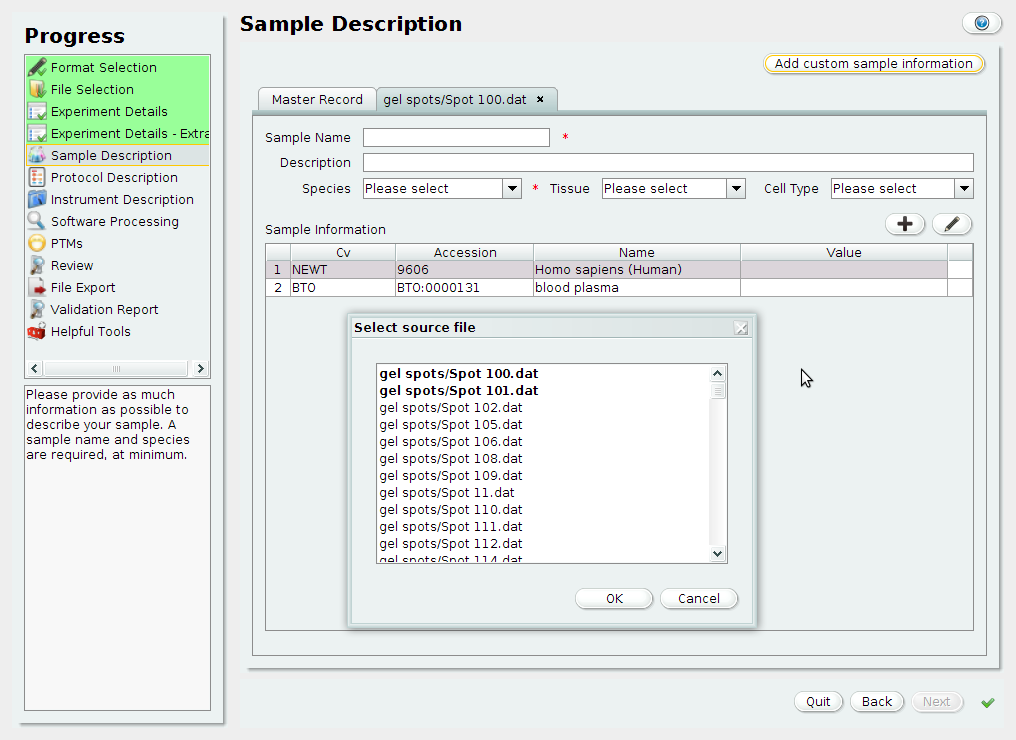 Progress
Format Selection
File Selection
Experiment Details
Experiment Details - Extra
Sample Description
Protocol Description
Instrument Description
Software Processing
PTMs
Review
File Export
Validation Report
Helpful Tools
Please provide as much
information as possible to
describe your sample. A
sample name and species
are required, at minimum.
Sample Description
Add custom sample information
Master Record gel spots/Spot 100.dat ×
Sample Name *
Description
Species Please select * Tissue Please select Cell Type Please select
Sample Information
Cv Accession Name Value
1 NEWT 9606 Homo sapiens (Human)
2 BTO BTO:0000131 blood plasma
Select source file
gel spots/Spot 100.dat
gel spots/Spot 101.dat
gel spots/Spot 102.dat
gel spots/Spot 105.dat
gel spots/Spot 106.dat
gel spots/Spot 108.dat
gel spots/Spot 109.dat
gel spots/Spot 11.dat
gel spots/Spot 110.dat
gel spots/Spot 111.dat
gel spots/Spot 112.dat
gel spots/Spot 114.dat
OK Cancel
Quit Back Next